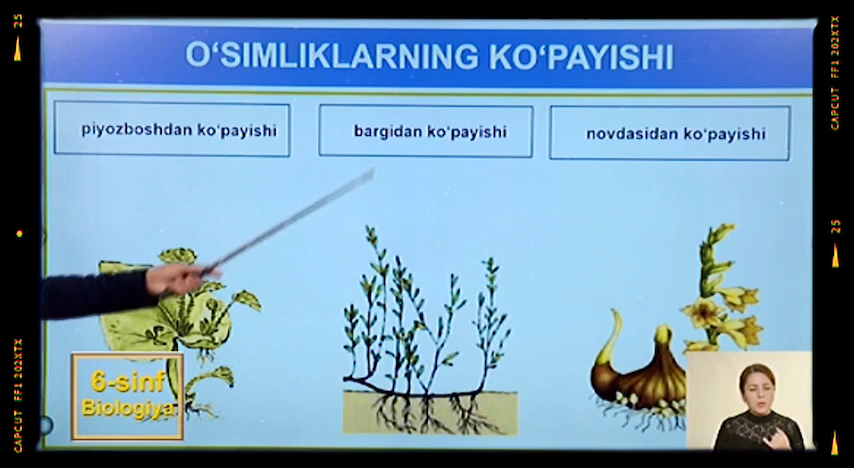 25
25
CAPCUT FF1 202XTX
O‘SIMLIKLARNING KO‘PAYISHI
piyozboshdan ko‘payishi
bargidan ko‘payishi
novdasidan ko‘payishi
25
6-sinf
Biologiya
CAPCUT FF1 202XTX